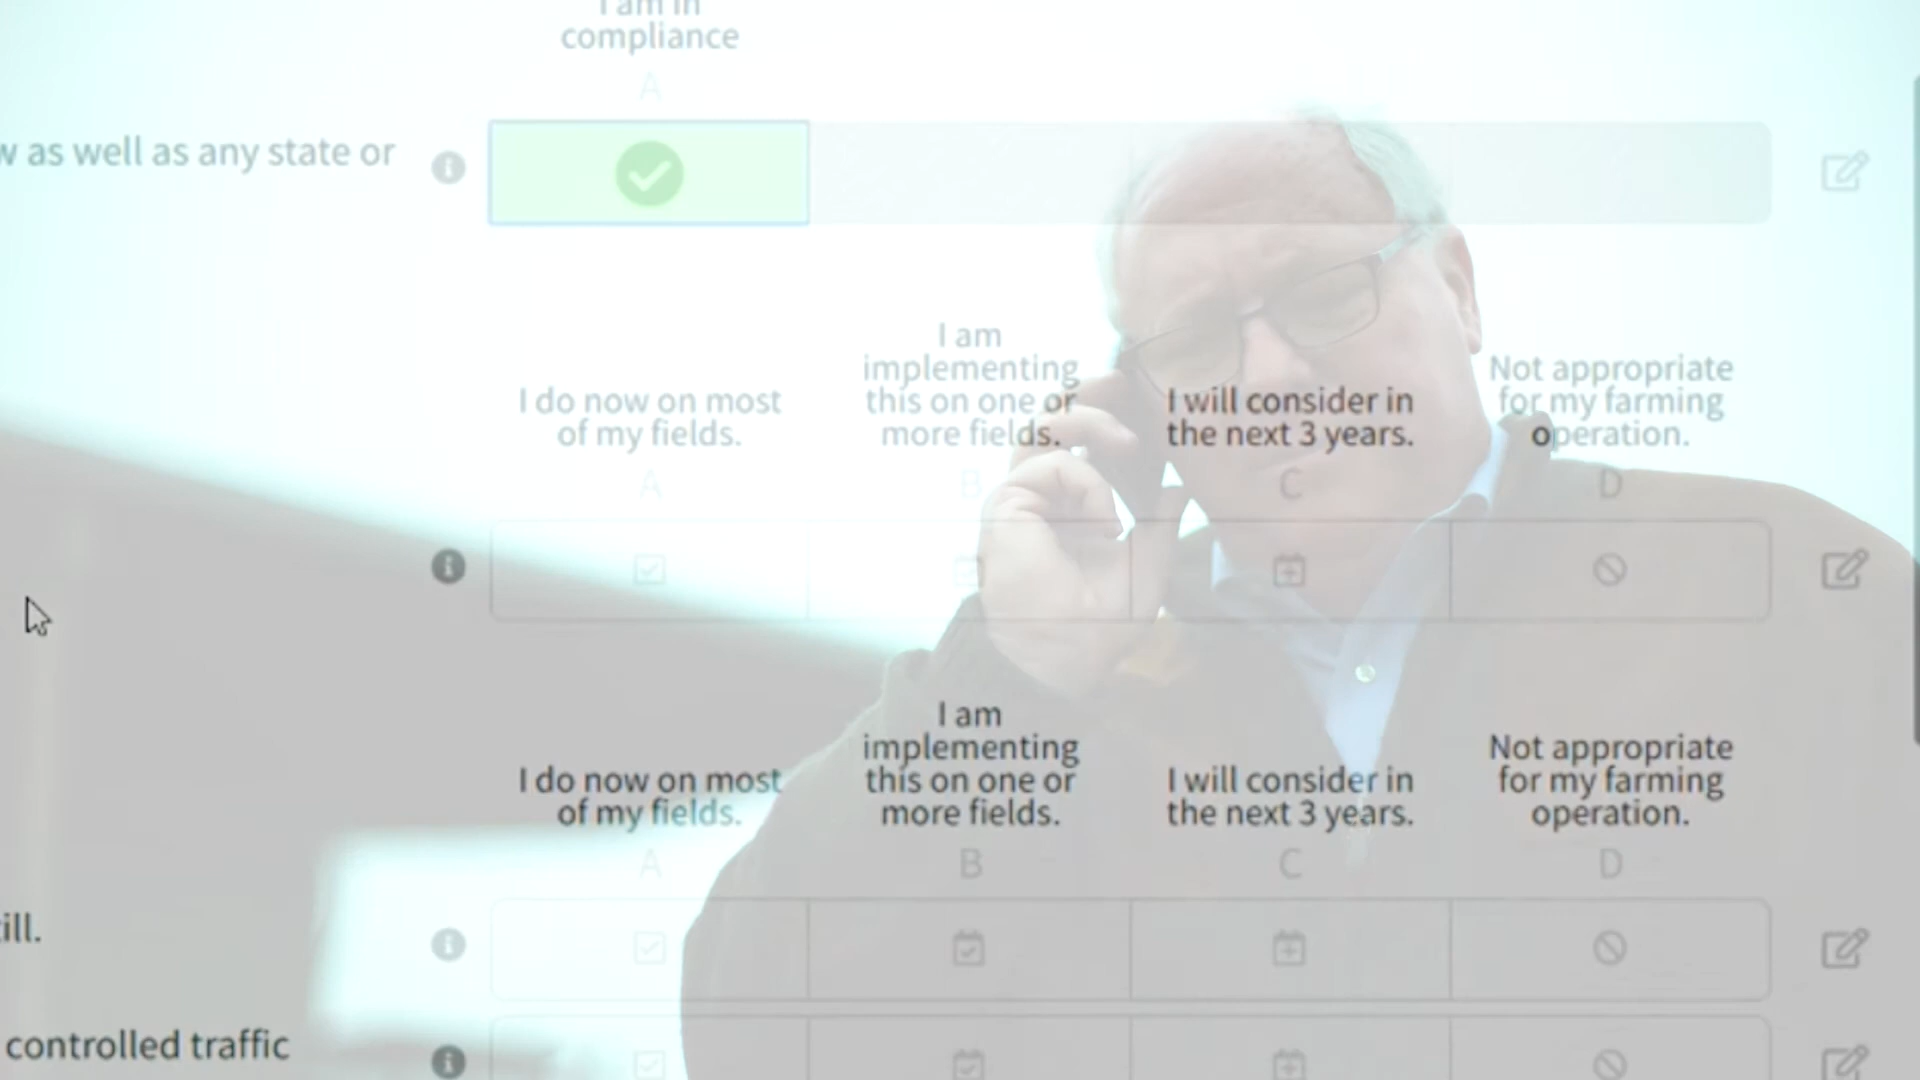 I am in
compliance
A
w as well as any state or
I do now on most
of my fields.
A
I am
implementing
this on one or
more fields.
B
I will consider in
the next 3 years.
C
Not appropriate
for my farming
operation.
D
I do now on most
of my fields.
A
I am
implementing
this on one or
more fields.
B
I will consider in
the next 3 years.
C
Not appropriate
for my farming
operation.
D
till.
controlled traffic